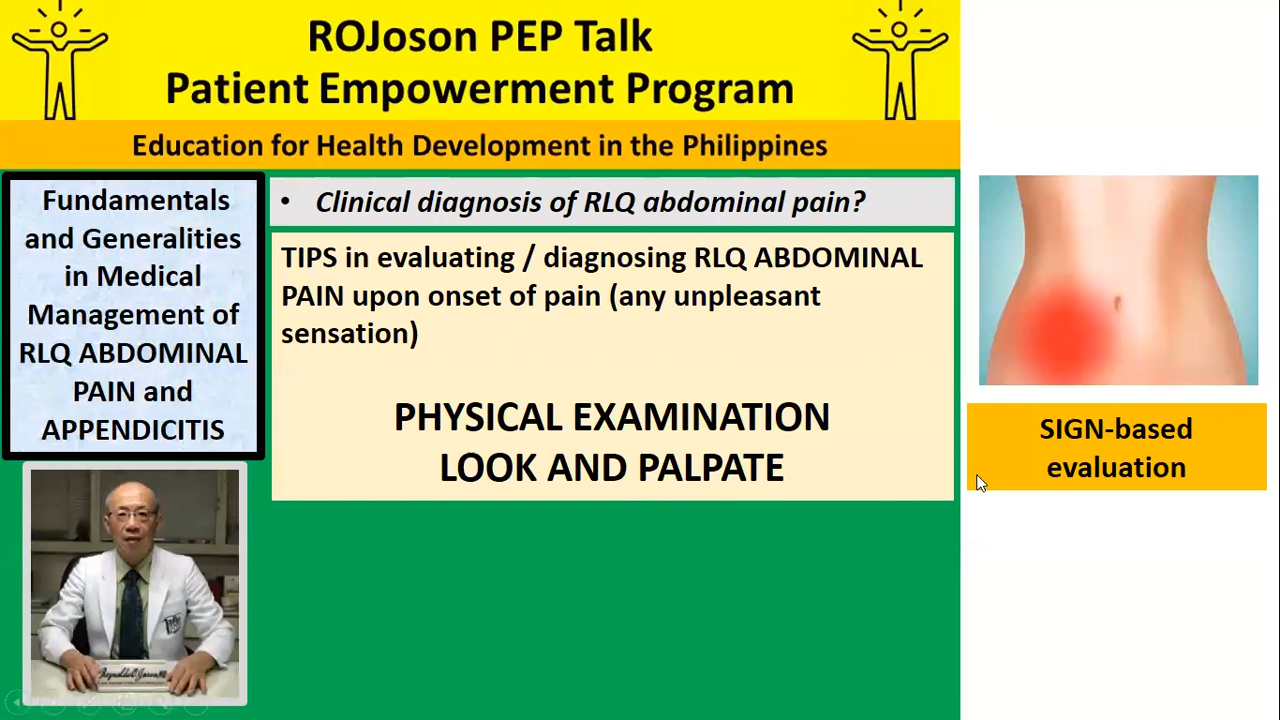 ROJoson PEP Talk
Patient Empowerment Program
Education for Health Development in the Philippines
Fundamentals
and Generalities
in Medical
Management of
RLQ ABDOMINAL
PAIN and
APPENDICITIS
• Clinical diagnosis of RLQ abdominal pain?
TIPS in evaluating / diagnosing RLQ ABDOMINAL
PAIN upon onset of pain (any unpleasant
sensation)
PHYSICAL EXAMINATION
LOOK AND PALPATE
SIGN-based
evaluation